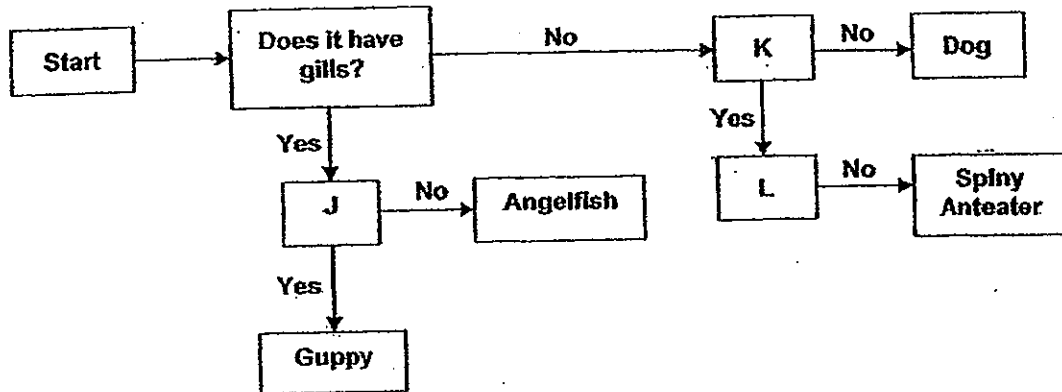 Start
Does it have
gills?
No
K
No
Dog
Yes
Yes
J
No
Angelfish
L
No
Spiny
Anteater
Yes
Guppy